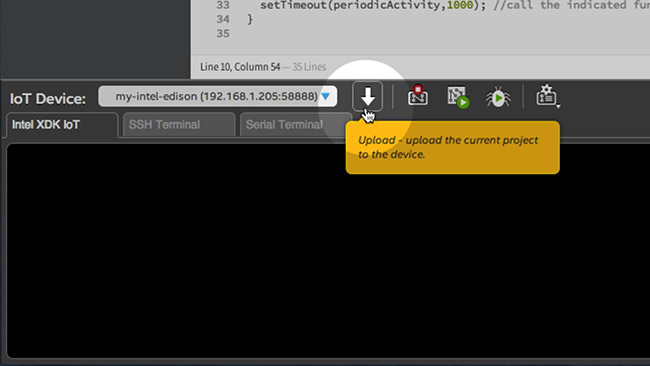 33 setTimeout(periodicActivity,1000); //call the indicated fu
34 }
35
Line 10, Column 54 — 35 Lines
IoT Device: my-intel-edison (192.168.1.205:58888)
Intel XDK IoT SSH Terminal Serial Terminal
Upload - upload the current project
to the device.